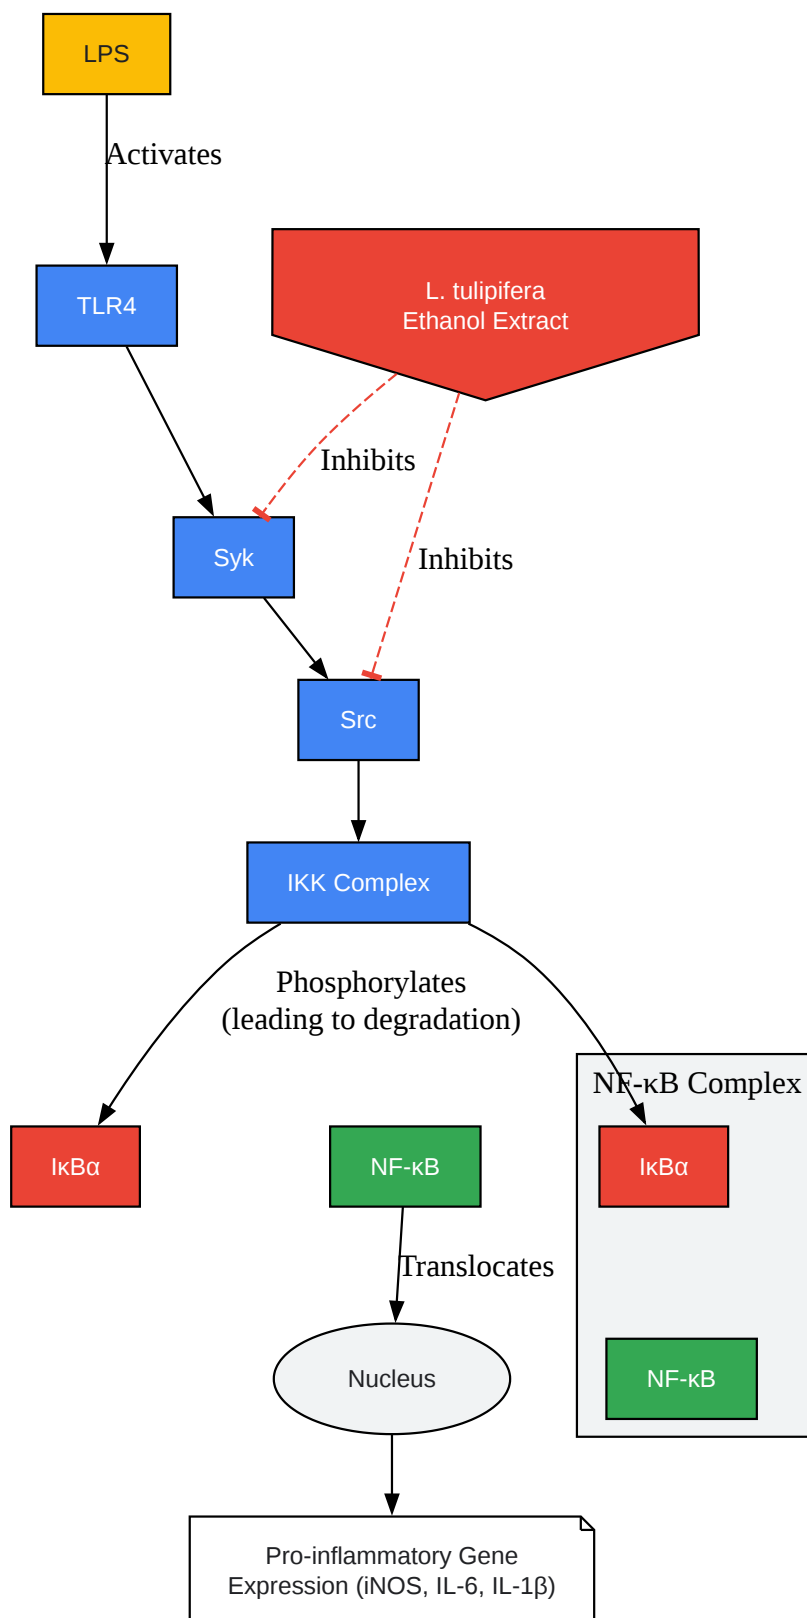 LPS
Activates
TLR4
L. tulipifera
Ethanol Extract
Inhibits
Syk
Inhibits
Src
IKK Complex
Phosphorylates
(leading to degradation)
NF-κB Complex
IκBα
NF-κB
IκBα
Translocates
Nucleus
NF-κB
Pro-inflammatory Gene
Expression (iNOS, IL-6, IL-1β)